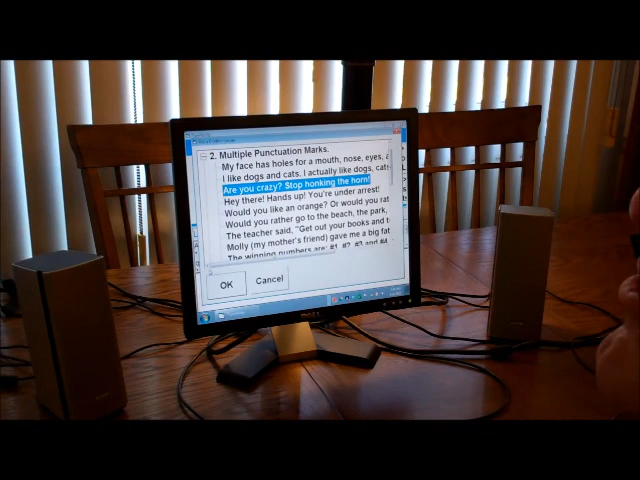 2. Multiple Punctuation Marks.
My face has holes for a mouth, nose, eyes, a
I like dogs and cats. I actually like dogs, cats
Are you crazy? Stop honking the horn!
Hey there! Hands up! You're under arrest!
Would you like an orange? Or would you rat
Would you rather go to the beach, the park,
The teacher said, "Get out your books and t
Molly (my mother's friend) gave me a big fat
The winning numbers are: #1, #2, #3 and #4
OK
Cancel
DELL